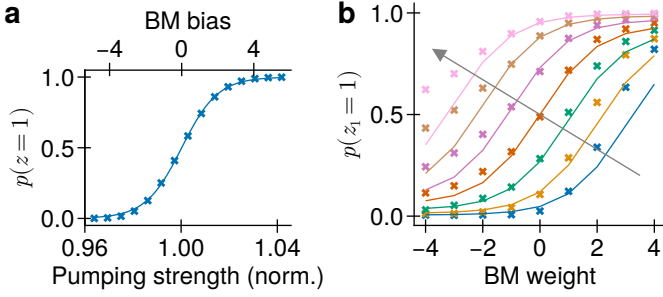 a
BM bias
−4 0 4
p(z = 1)
1.0
0.5
0.0
0.96 1.00 1.04
Pumping strength (norm.)
b
p(z₁ = 1)
1.0
0.5
0.0
−4 −2 0 2 4
BM weight